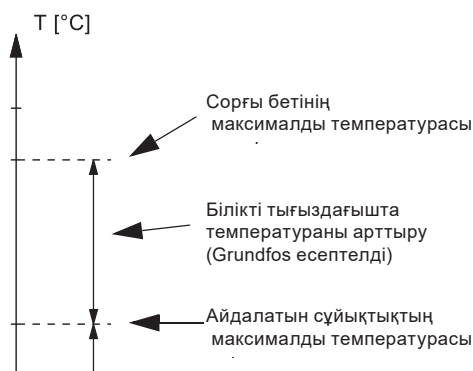 T [°C]
Сорғы бетінің
максималды температурасы
Білікті тығыздағышта
температураны арттыру
(Grundfos есептелді)
Айдалатын сұйықтықтың
максималды температурасы